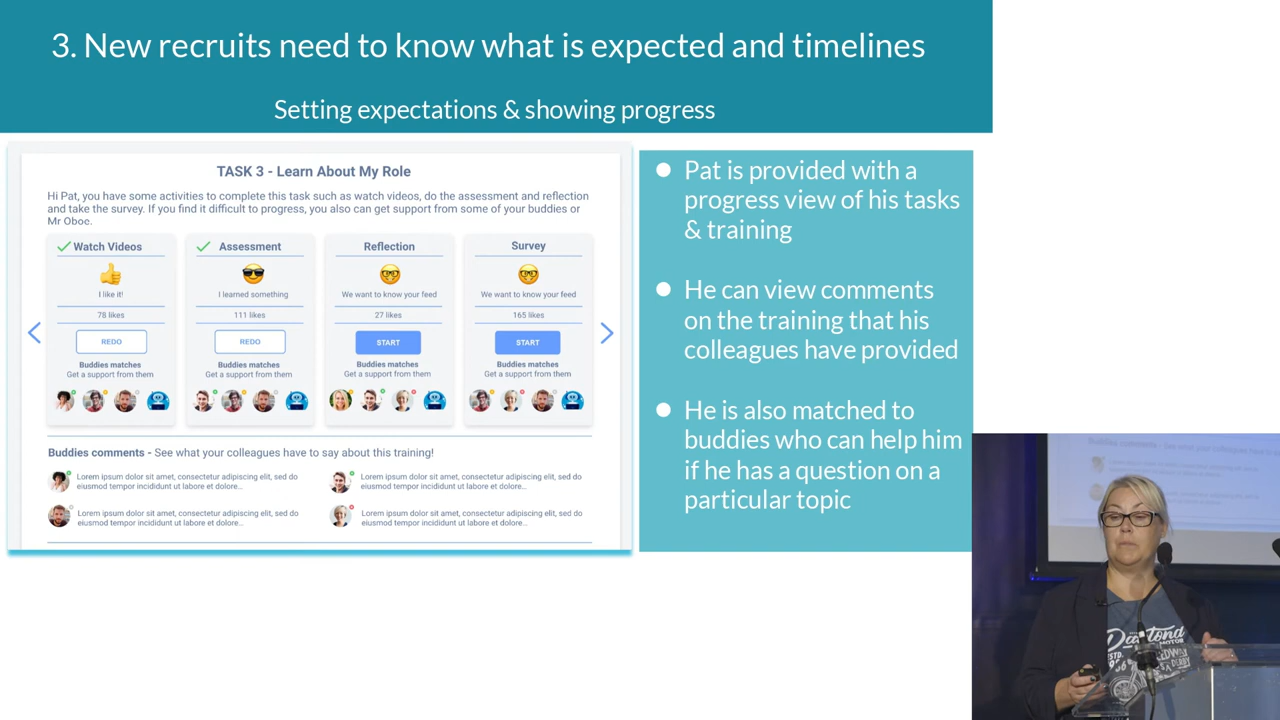 3. New recruits need to know what is expected and timelines
Setting expectations & showing progress
TASK 3 - Learn About My Role
Hi Pat, you have some activities to complete this task such as watch videos, do the assessment and reflection
and take the survey. If you find it difficult to progress, you also can get support from some of your buddies or
Mr Oboe.
Watch Videos
I like it!
78 likes
REDO
Buddies matches
Get a support from them
Assessment
I learned something
111 likes
REDO
Buddies matches
Get a support from them
Reflection
We want to know your feed
27 likes
START
Buddies matches
Get a support from them
Survey
We want to know your feed
165 likes
START
Buddies matches
Get a support from them
Buddies comments - See what your colleagues have to say about this training!
Lorem ipsum dolor sit amet, consectetur adipiscing elit, sed do
eiusmod tempor incididunt ut labore et dolore...
Lorem ipsum dolor sit amet, consectetur adipiscing elit, sed do
eiusmod tempor incididunt ut labore et dolore...
Lorem ipsum dolor sit amet, consectetur adipiscing elit, sed do
eiusmod tempor incididunt ut labore et dolore...
Lorem ipsum dolor sit amet, consectetur adipiscing elit, sed do
eiusmod tempor incididunt ut labore et dolore...
● Pat is provided with a
progress view of his tasks
& training
● He can view comments
on the training that his
colleagues have provided
● He is also matched to
buddies who can help him
if he has a question on a
particular topic